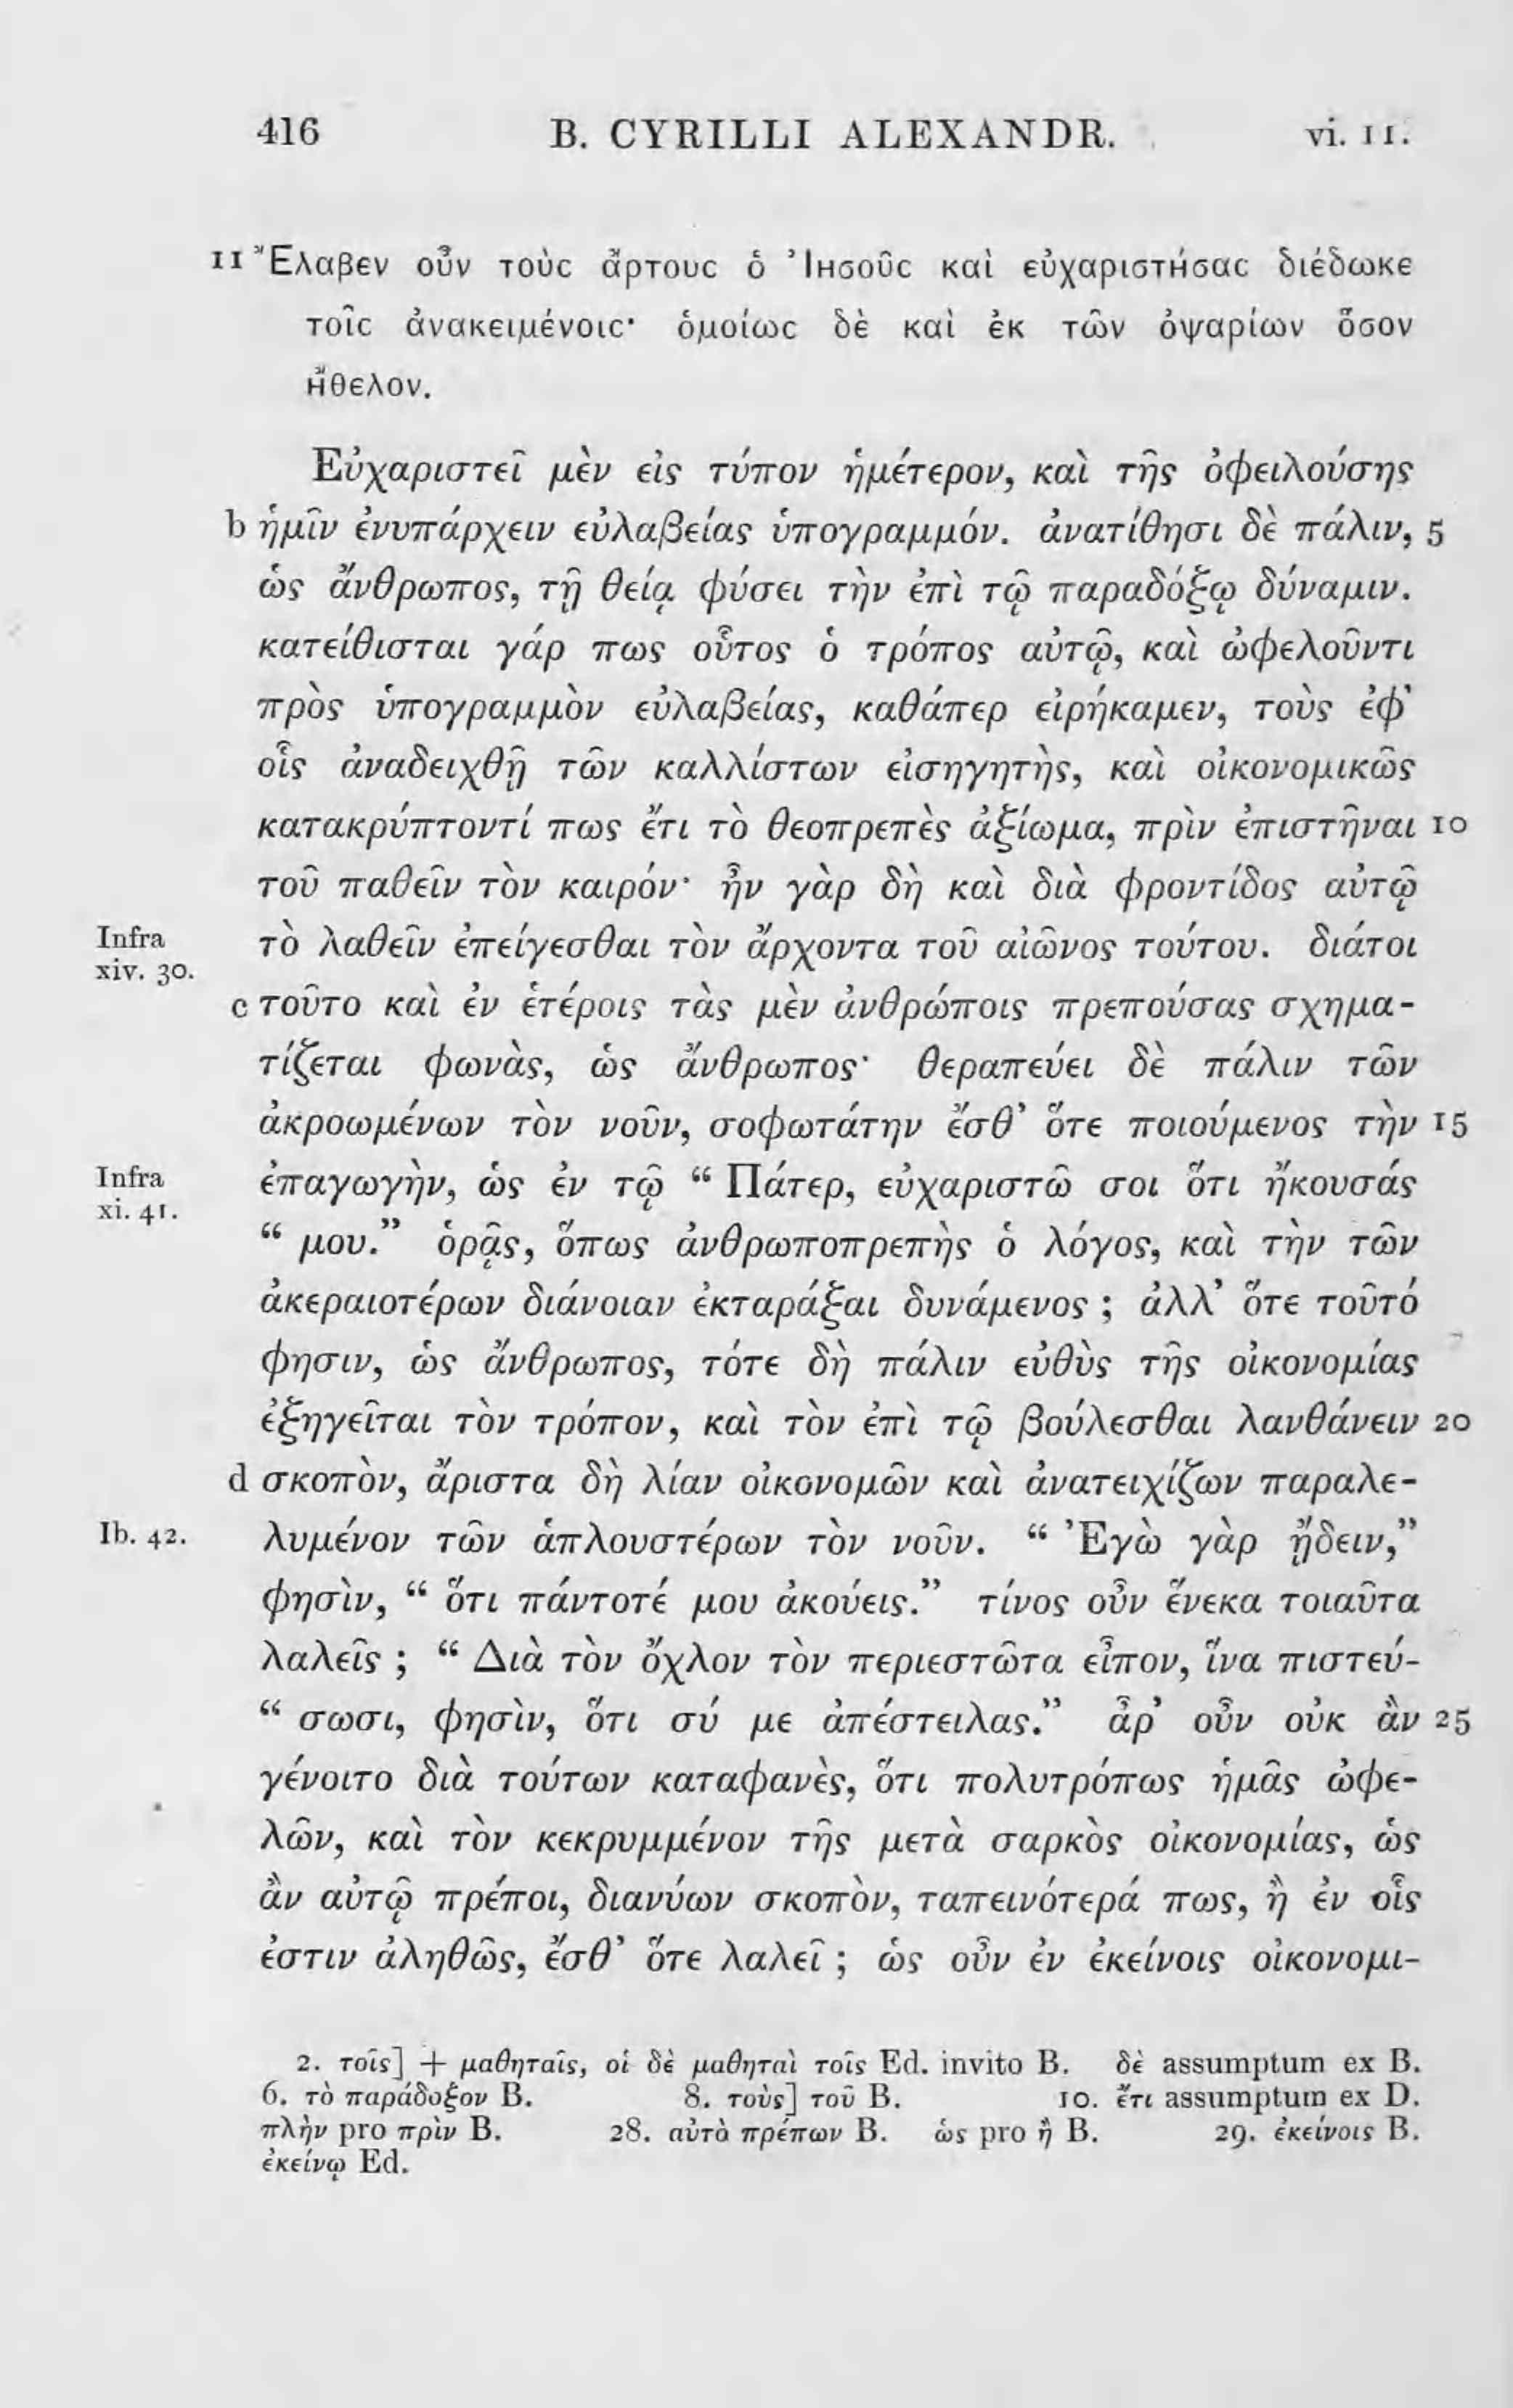 416 B. CYRILLI ALEXANDR. vi. 11.
11 Ἔλαβεν οὖν τοὺς ἄρτους ὁ Ἰησοῦς καὶ εὐχαριστήσας διέδωκε
τοῖς ἀνακειμένοις· ὁμοίως δὲ καὶ ἐκ τῶν ὀψαρίων ὅσον
ἤθελον.
Εὐχαριστεῖ μὲν εἰς τύπον ἡμέτερον, καὶ τῆς ὀφειλούσης
b ἡμῖν ἐνυπάρχειν εὐλαβείας ὑπογραμμόν. ἀνατίθησι δὲ πάλιν, 5
ὡς ἄνθρωπος, τῇ θείᾳ φύσει τὴν ἐπὶ τῷ παραδόξῳ δύναμιν.
κατείθισται γάρ πως οὗτος ὁ τρόπος αὐτῷ, καὶ ὠφελοῦντι
πρὸς ὑπογραμμὸν εὐλαβείας, καθάπερ εἰρήκαμεν, τοὺς ἐφ᾽
οἷς ἀναδειχθῇ τῶν καλλίστων εἰσηγητὴς, καὶ οἰκονομικῶς
κατακρύπτοντί πως ἔτι τὸ θεοπρεπὲς ἀξίωμα, πρὶν ἐπιστῆναι 10
τοῦ παθεῖν τὸν καιρόν· ἦν γὰρ δὴ καὶ διὰ φροντίδος αὐτῷ
Infra xiv. 30. τὸ λαθεῖν ἐπείγεσθαι τὸν ἄρχοντα τοῦ αἰῶνος τούτου. διάτοι
c τοῦτο καὶ ἐν ἑτέροις τὰς μὲν ἀνθρώποις πρεπούσας σχημα-
τίζεται φωνὰς, ὡς ἄνθρωπος· θεραπεύει δὲ πάλιν τῶν
ἀκροωμένων τὸν νοῦν, σοφωτάτην ἔσθ᾽ ὅτε ποιούμενος τὴν 15
Infra xi. 41. ἐπαγωγὴν, ὡς ἐν τῷ “ Πάτερ, εὐχαριστῶ σοι ὅτι ἤκουσάς
“ μου.” ὁρᾷς, ὅπως ἀνθρωποπρεπὴς ὁ λόγος, καὶ τὴν τῶν
ἀκεραιοτέρων διάνοιαν ἐκταράξαι δυνάμενος ; ἀλλ᾽ ὅτε τοῦτό
φησιν, ὡς ἄνθρωπος, τότε δὴ πάλιν εὐθὺς τῆς οἰκονομίας
ἐξηγεῖται τὸν τρόπον, καὶ τὸν ἐπὶ τῷ βούλεσθαι λανθάνειν 20
d σκοπὸν, ἄριστα δὴ λίαν οἰκονομῶν καὶ ἀνατειχίζων παραλε-
Ib. 42. λυμένον τῶν ἁπλουστέρων τὸν νοῦν. “ Ἐγὼ γὰρ ᾔδειν,”
φησὶν, “ ὅτι πάντοτέ μου ἀκούεις.” τίνος οὖν ἕνεκα τοιαῦτα
λαλεῖς ; “ Διὰ τὸν ὄχλον τὸν περιεστῶτα εἶπον, ἵνα πιστεύ-
“ σωσι, φησὶν, ὅτι σύ με ἀπέστειλας.” ἆρ᾽ οὖν οὐκ ἂν 25
γένοιτο διὰ τούτων καταφανὲς, ὅτι πολυτρόπως ἡμᾶς ὠφε-
λῶν, καὶ τὸν κεκρυμμένον τῆς μετὰ σαρκὸς οἰκονομίας, ὡς
ἂν αὐτῷ πρέποι, διανύων σκοπὸν, ταπεινότερά πως, ἢ ἐν οἷς
ἐστιν ἀληθῶς, ἔσθ᾽ ὅτε λαλεῖ ; ὡς οὖν ἐν ἐκείνοις οἰκονομι-
2. τοῖς] + μαθηταῖς, οἱ δὲ μαθηταὶ τοῖς Ed. invito B. δὲ assumptum ex B.
6. τὸ παράδοξον B. 8. τοὺς] τοῦ B. 10. ἔτι assumptum ex D.
πλὴν pro πρὶν B. 28. αὐτὸ πρέπων B. ὡς pro ἢ B. 29. ἐκείνοις B.
ἐκείνῳ Ed.